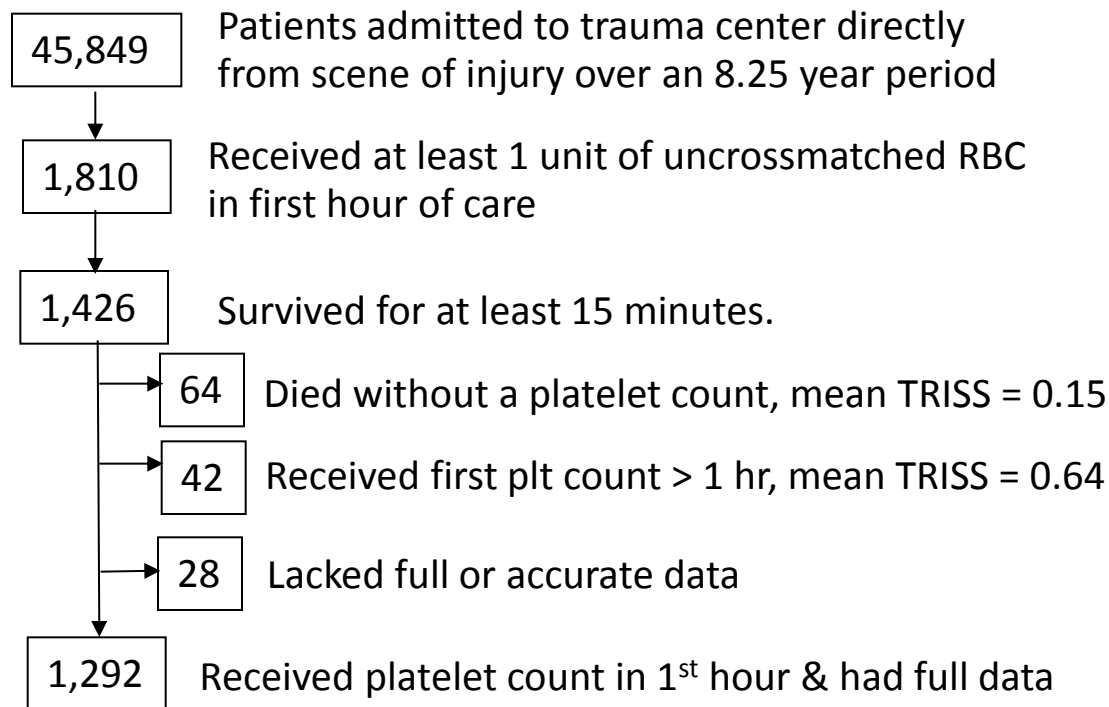 45,849
Patients admitted to trauma center directly
from scene of injury over an 8.25 year period
1,810
Received at least 1 unit of uncrossmatched RBC
in first hour of care
1,426
Survived for at least 15 minutes.
64
Died without a platelet count, mean TRISS = 0.15
42
Received first plt count > 1 hr, mean TRISS = 0.64
28
Lacked full or accurate data
1,292
Received platelet count in 1st hour & had full data